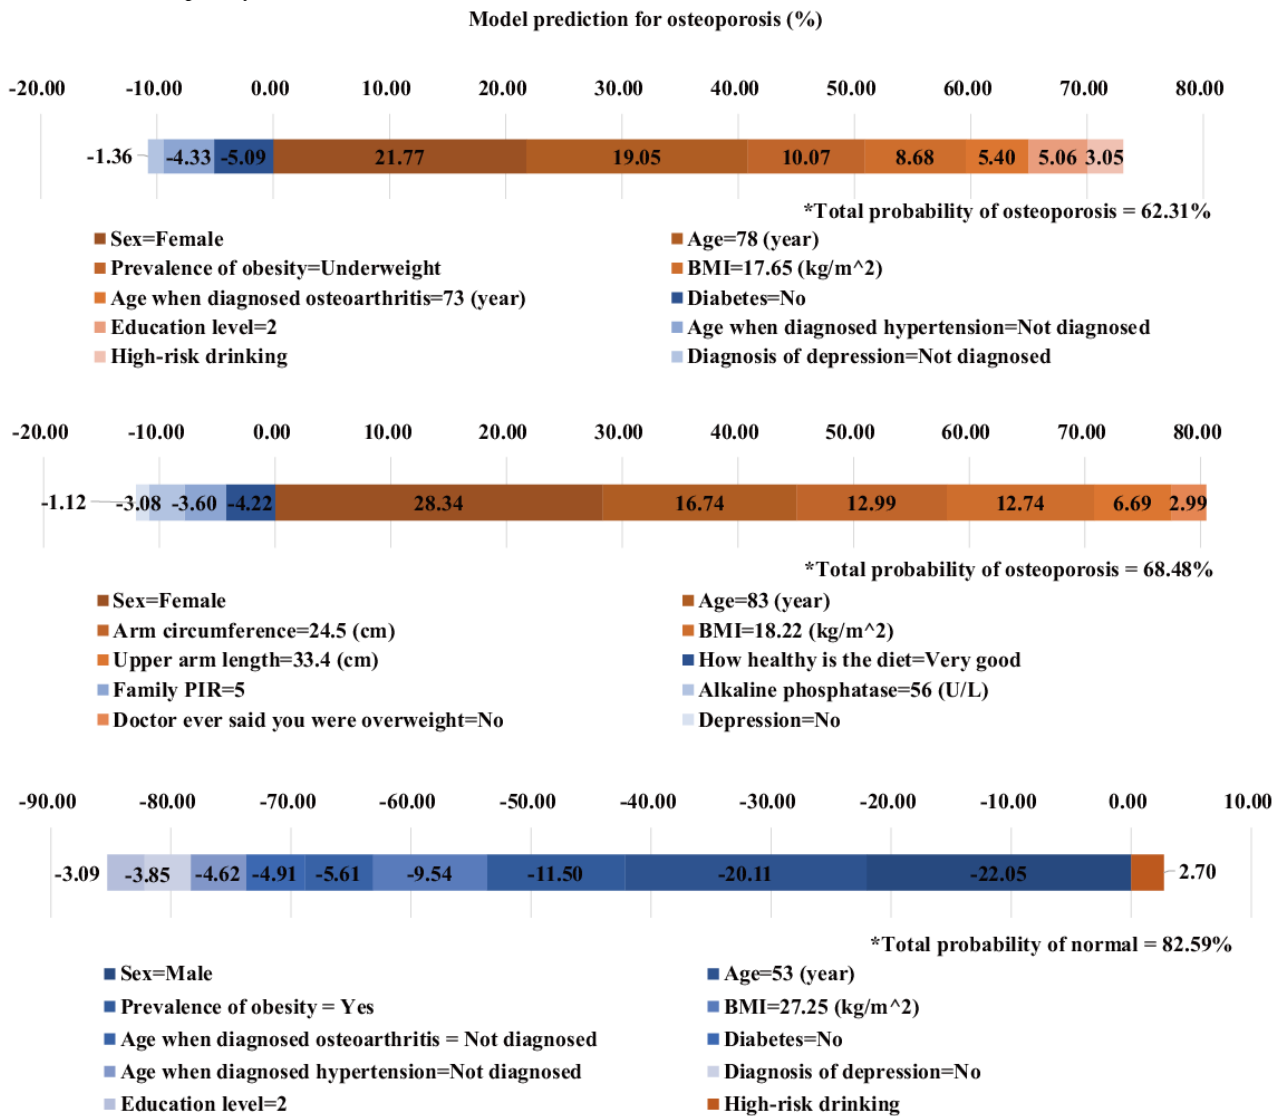 Model prediction for osteoporosis (%)
-20.00 -10.00 0.00 10.00 20.00 30.00 40.00 50.00 60.00 70.00 80.00
-1.36 -4.33 -5.09 21.77 19.05 10.07 8.68 5.40 5.06 3.05
*Total probability of osteoporosis = 62.31%
Sex=Female Age=78 (year)
Prevalence of obesity=Underweight BMI=17.65 (kg/m^2)
Age when diagnosed osteoarthritis=73 (year) Diabetes=No
Education level=2 Age when diagnosed hypertension=Not diagnosed
High-risk drinking Diagnosis of depression=Not diagnosed
-20.00 -10.00 0.00 10.00 20.00 30.00 40.00 50.00 60.00 70.00 80.00
-1.12 -3.08 -3.60 -4.22 28.34 16.74 12.99 12.74 6.69 2.99
*Total probability of osteoporosis = 68.48%
Sex=Female Age=83 (year)
Arm circumference=24.5 (cm) BMI=18.22 (kg/m^2)
Upper arm length=33.4 (cm) How healthy is the diet=Very good
Family PIR=5 Alkaline phosphatase=56 (U/L)
Doctor ever said you were overweight=No Depression=No
-90.00 -80.00 -70.00 -60.00 -50.00 -40.00 -30.00 -20.00 -10.00 0.00 10.00
-3.09 -3.85 -4.62 -4.91 -5.61 -9.54 -11.50 -20.11 -22.05 2.70
*Total probability of normal = 82.59%
Sex=Male Age=53 (year)
Prevalence of obesity = Yes BMI=27.25 (kg/m^2)
Age when diagnosed osteoarthritis = Not diagnosed Diabetes=No
Age when diagnosed hypertension=Not diagnosed Diagnosis of depression=No
Education level=2 High-risk drinking